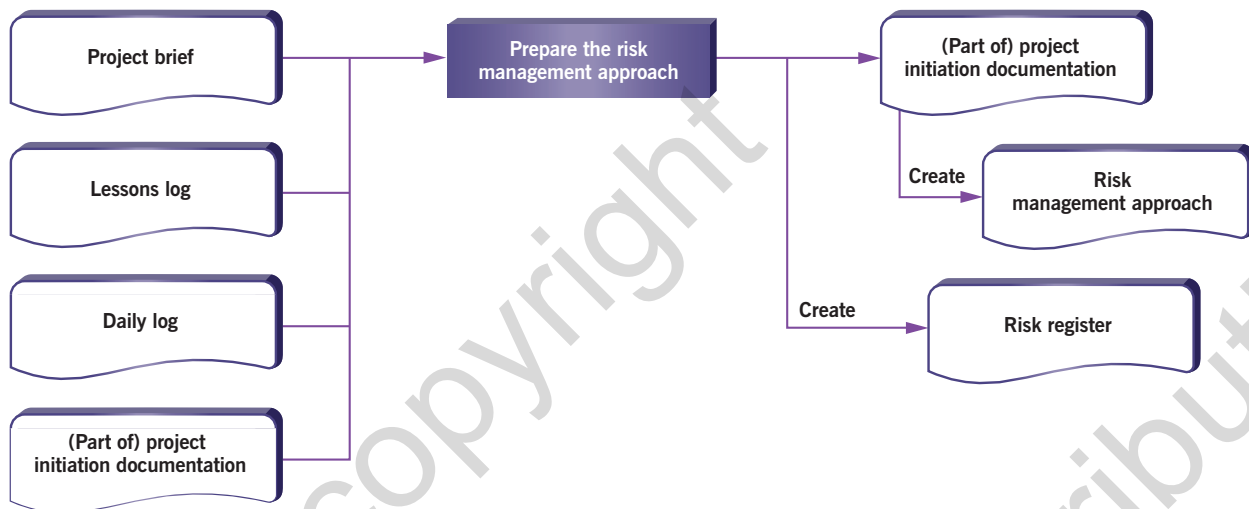 Project brief
Lessons log
Daily log
(Part of) project
initiation documentation
Prepare the risk
management approach
(Part of) project
initiation documentation
Create
Risk
management approach
Create
Risk register
copyright
ribut